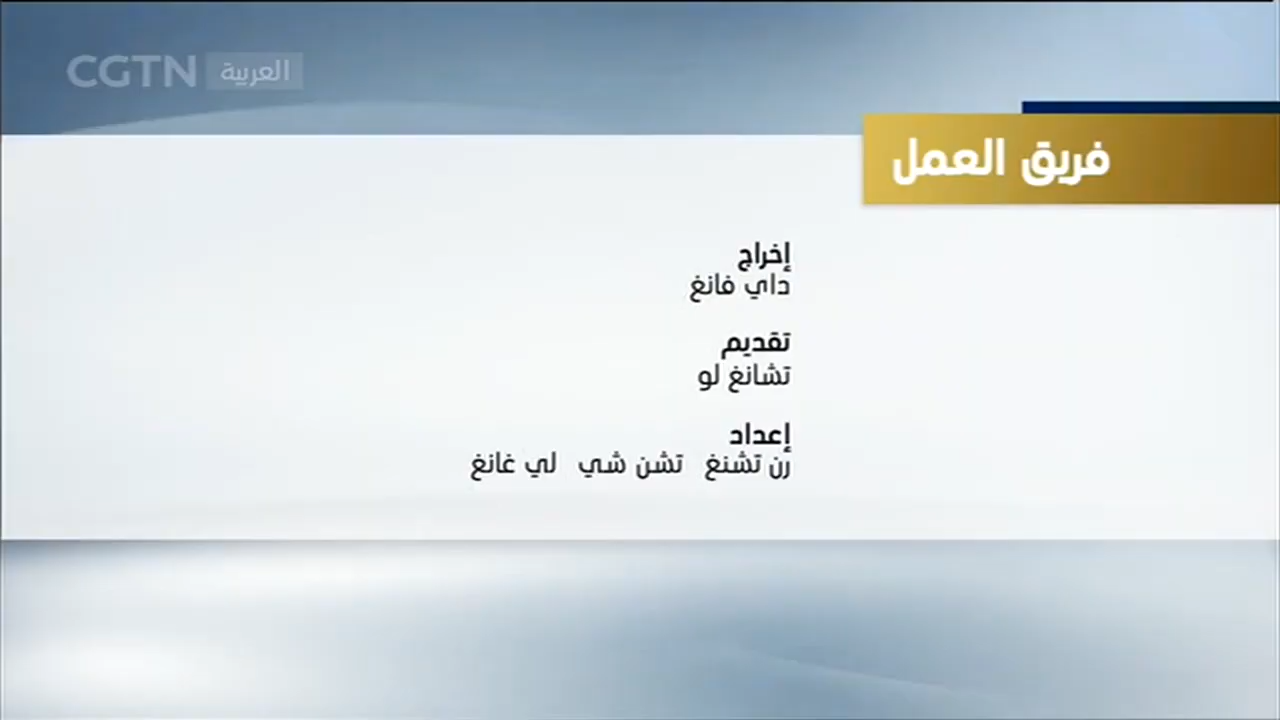 CGTN العربية
فريق العمل
إخراج
داي فانغ
تقديم
تشانغ لو
إعداد
رن تشنغ تشن شي لي غانغ